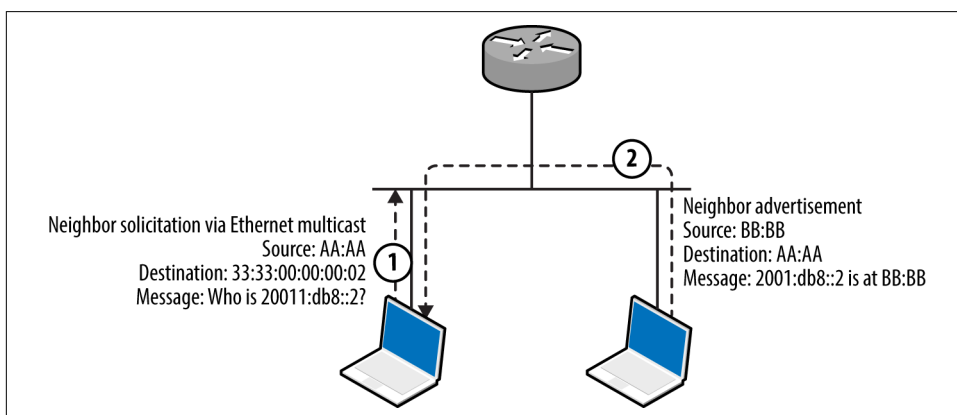 2
Neighbor solicitation via Ethernet multicast
Source: AA:AA
Destination: 33:33:00:00:00:02
Message: Who is 20011:db8::2?
1
Neighbor advertisement
Source: BB:BB
Destination: AA:AA
Message: 2001:db8::2 is at BB:BB